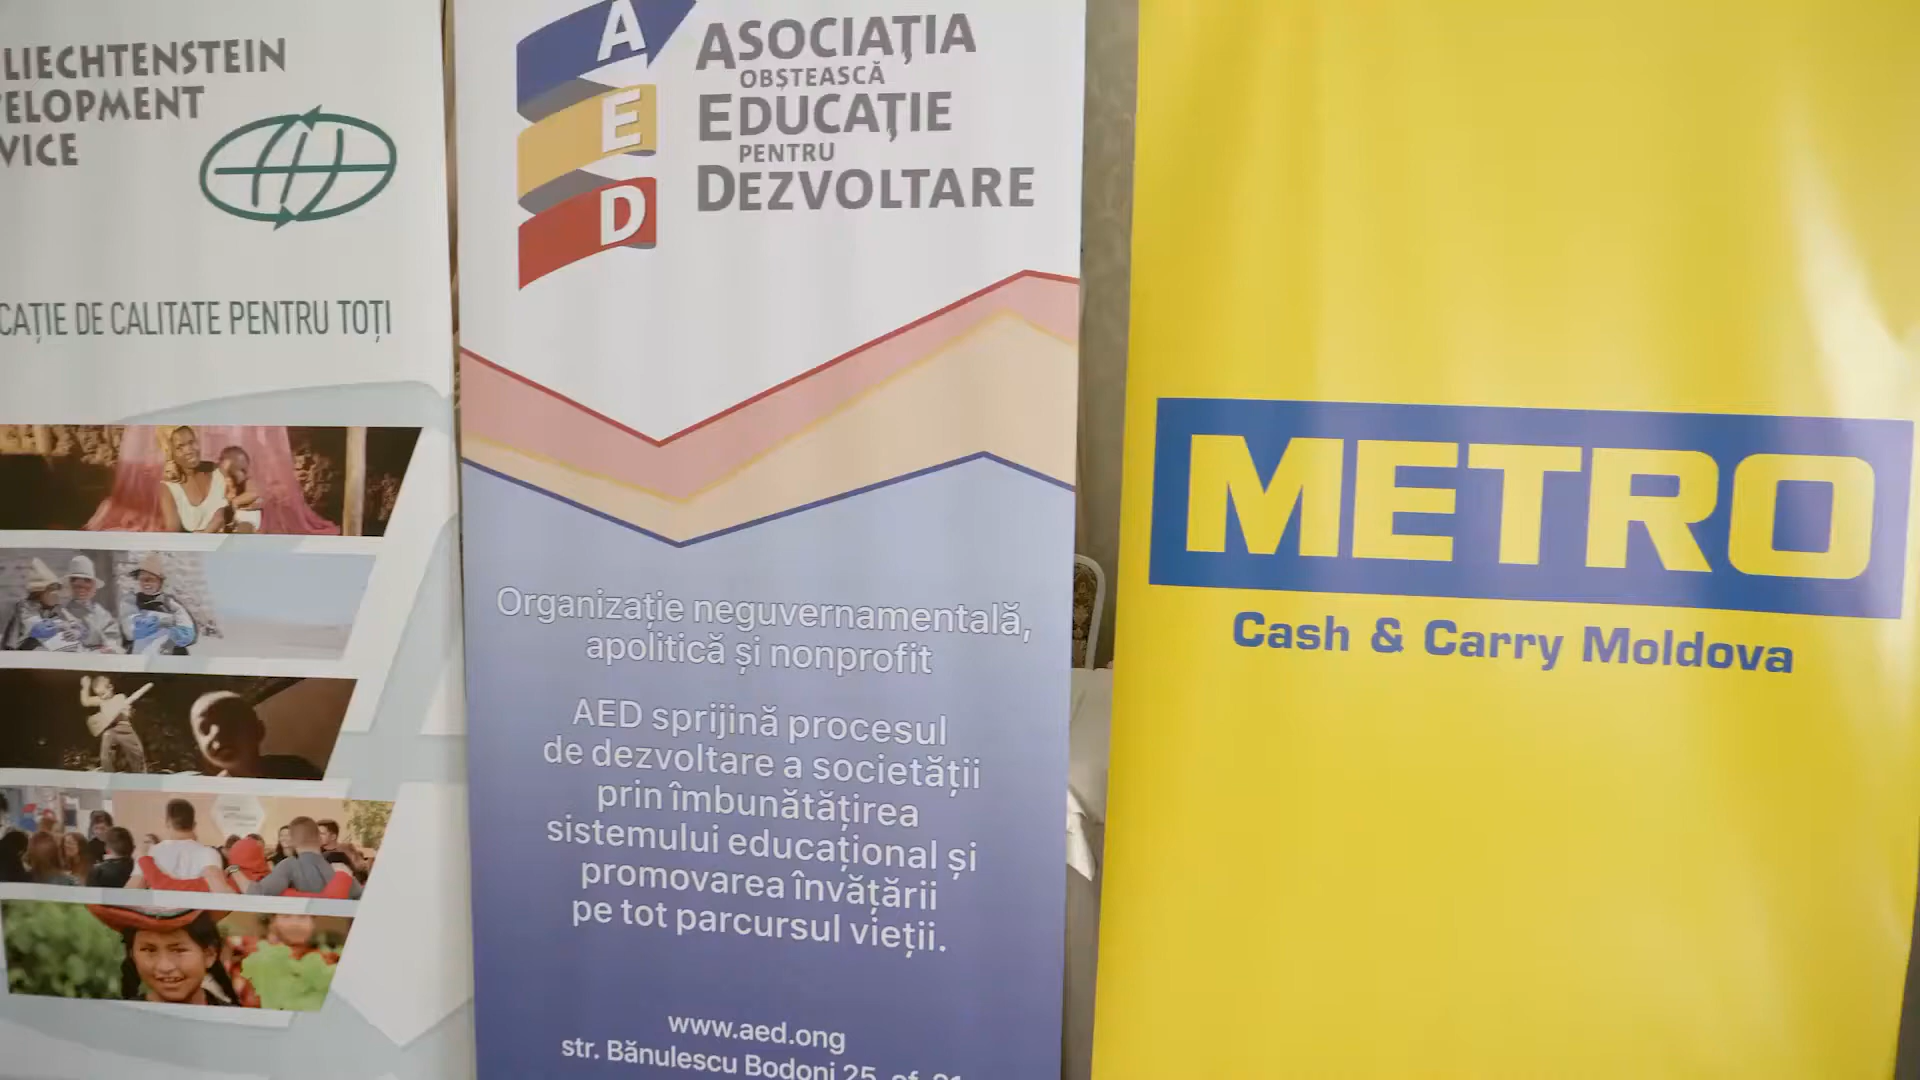 LIECHTENSTEIN
ELOPMENT
VICE
CAȚIE DE CALITATE PENTRU TOȚI
A
E
D
ASOCIAȚIA
OBȘTEASCĂ
EDUCAȚIE
PENTRU
DEZVOLTARE
Organizație neguvernamentală,
apolitică și nonprofit
AED sprijină procesul
de dezvoltare a societății
prin îmbunătățirea
sistemului educațional și
promovarea învățării
pe tot parcursul vieții.
www.aed.ong
str. Bănulescu Bodoni 25, of.
METRO
Cash & Carry Moldova